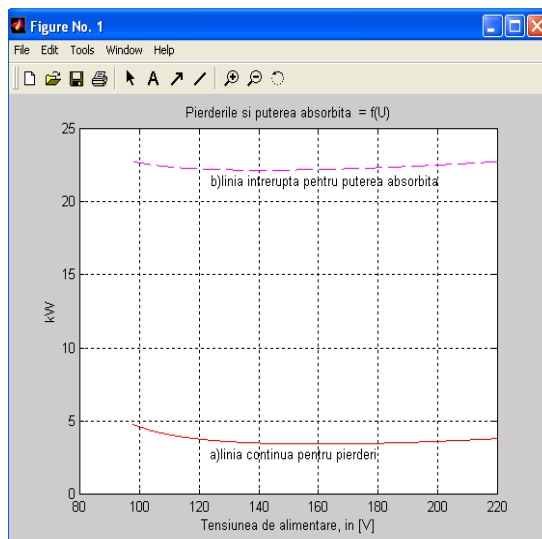 Figure No. 1
File Edit Tools Window Help
A
Pierderile si puterea absorbita = f(U)
25
b)linia intrerupta pentru puterea absorbita
20
15
kW
10
5
a)linia continua pentru pierderi
0
80 100 120 140 160 180 200 220
Tensiunea de alimentare, in [V]